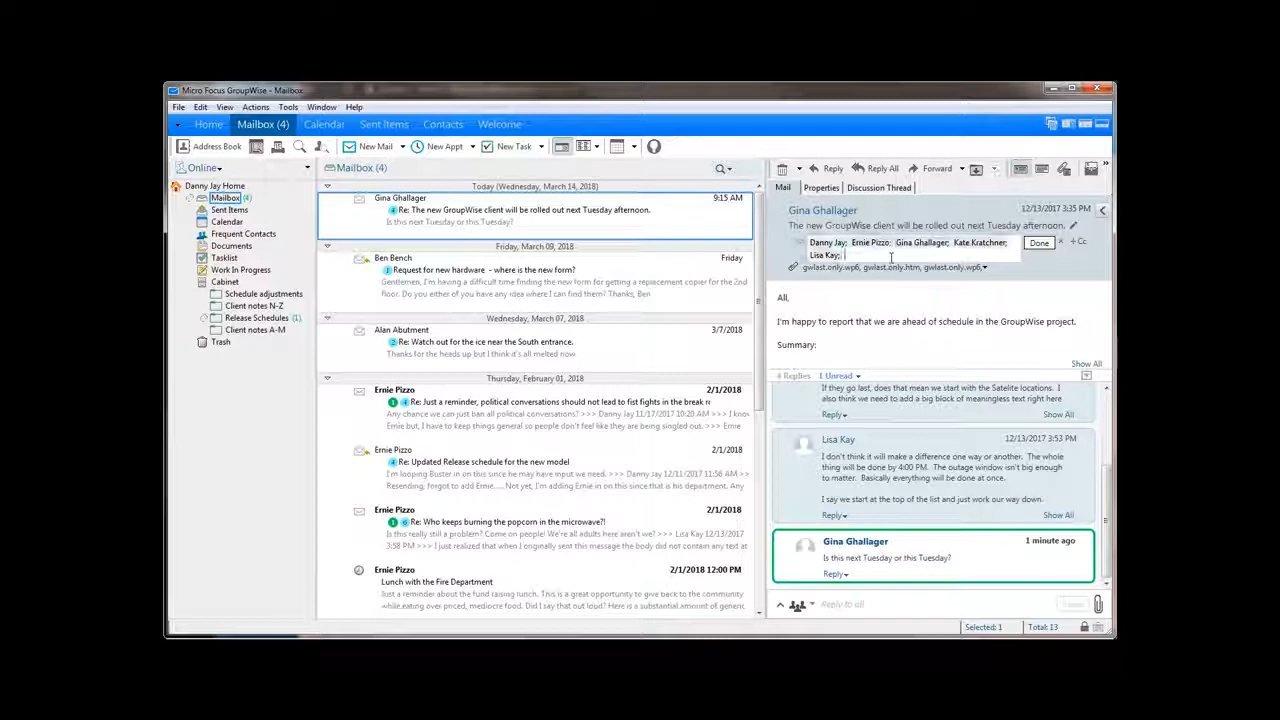 Micro Focus GroupWise - Mailbox
File Edit View Actions Tools Window Help
Home Mailbox (4) Calendar Sent Items Contacts Welcome
Address Book New Mail New Appt New Task
Online
Danny Jay Home
Mailbox (4)
Sent Items
Calendar
Frequent Contacts
Documents
Tasklist
Work In Progress
Cabinet
Schedule adjustments
Client notes N-Z
Release Schedules (1)
Client notes A-M
Trash
Mailbox (4)
Today (Wednesday, March 14, 2018)
Gina Ghallager 9:15 AM
4 Re: The new GroupWise client will be rolled out next Tuesday afternoon.
Is this next Tuesday or this Tuesday?
Friday, March 09, 2018
Ben Bench Friday
Request for new hardware - where is the new form?
Gentlemen, I'm having a difficult time finding the new form for getting a replacement copier for the 2nd
floor. Do either of you have any idea where I can find them? Thanks, Ben
Wednesday, March 07, 2018
Alan Abutment 3/7/2018
2 Re: Watch out for the ice near the South entrance.
Thanks for the heads up but I think it's all melted now
Thursday, February 01, 2018
Ernie Pizzo 2/1/2018
1 4 Re: Just a reminder, political conversations should not lead to fist fights in the break r
Any chance we can just ban all political conversations? >>> Danny Jay 11/17/2017 10:20 AM >>> I know
Ernie but, I have to keep things general so people don't feel like they are being singled out. >>> Ernie
Ernie Pizzo 2/1/2018
4 Re: Updated Release schedule for the new model
I'm looping Buster in on this since he may have input we need. >>> Danny Jay 12/11/2017 11:56 AM >>>
Resending, forgot to add Ernie.... Not yet, I'm adding Ernie in on this since that is his department. Any
Ernie Pizzo 2/1/2018
1 6 Re: Who keeps burning the popcorn in the microwave?!
Is this really still a problem? Come on people! We're all adults here aren't we? >>> Lisa Kay 12/13/2017
3:58 PM >>> I just realized that when I originally sent this message the body did not contain any text at
Ernie Pizzo 2/1/2018 12:00 PM
Lunch with the Fire Department
Just a reminder about the fund raising lunch. This is a great opportunity to give back to the community
while eating over priced, mediocre food. Did I say that out loud? Here is a substantial amount of generic
Reply Reply All Forward
Mail Properties Discussion Thread
Gina Ghallager 12/13/2017 3:35 PM
The new GroupWise client will be rolled out next Tuesday afternoon.
Danny Jay; Ernie Pizzo; Gina Ghallager; Kate Kratchner; Done × +Cc
Lisa Kay;
gwlast.only.wp6, gwlast.only.htm, gwlast.only.wp6,
All,
I'm happy to report that we are ahead of schedule in the GroupWise project.
Summary:
Show All
4 Replies 1 Unread
If they go last, does that mean we start with the Satelite locations. I
also think we need to add a big block of meaningless text right here
Reply Show All
Lisa Kay 12/13/2017 3:53 PM
I don't think it will make a difference one way or another. The whole
thing will be done by 4:00 PM. The outage window isn't big enough
to matter. Basically everything will be done at once.
I say we start at the top of the list and just work our way down.
Reply Show All
Gina Ghallager 1 minute ago
Is this next Tuesday or this Tuesday?
Reply
Reply to all
Selected: 1 Total: 13